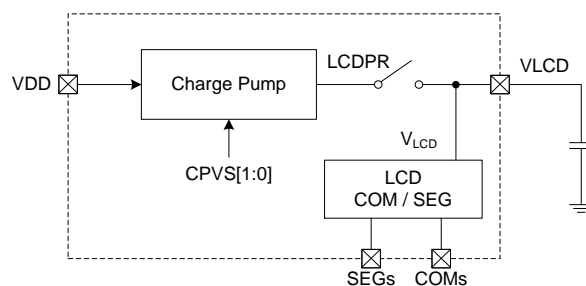 LCDPR
VLCD
VDD
Charge Pump
VLCD
CPVS[1:0]
LCD
COM / SEG
SEGs
COMs